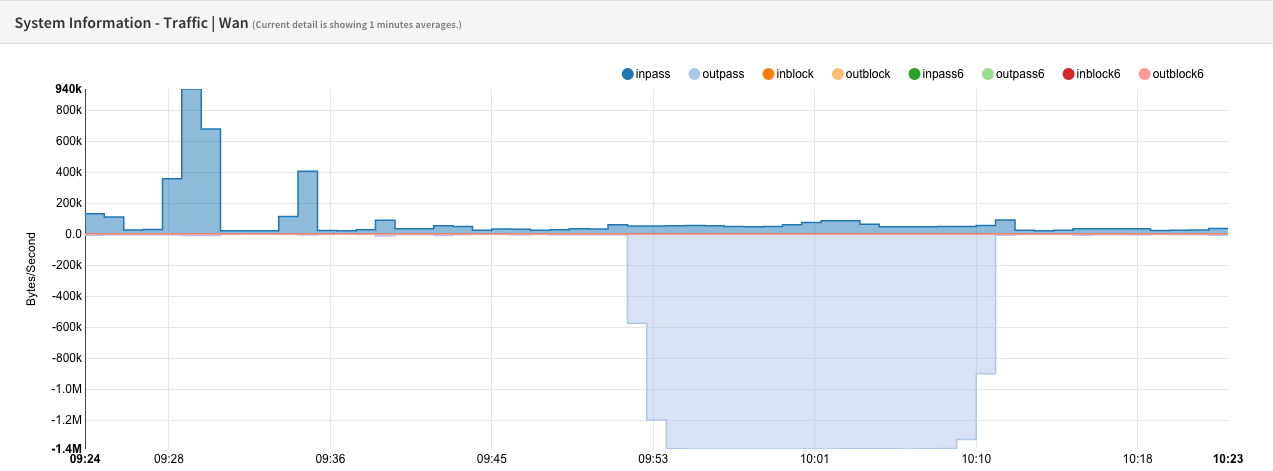 System Information - Traffic | Wan (Current detail is showing 1 minutes averages.)
inpass outpass inblock outblock inpass6 outpass6 inblock6 outblock6
940k
800k
600k
400k
200k
0.0
-200k
-400k
-600k
-800k
-1.0M
-1.2M
-1.4M
Bytes/Second
09:24 09:28 09:36 09:45 09:53 10:01 10:10 10:18 10:23